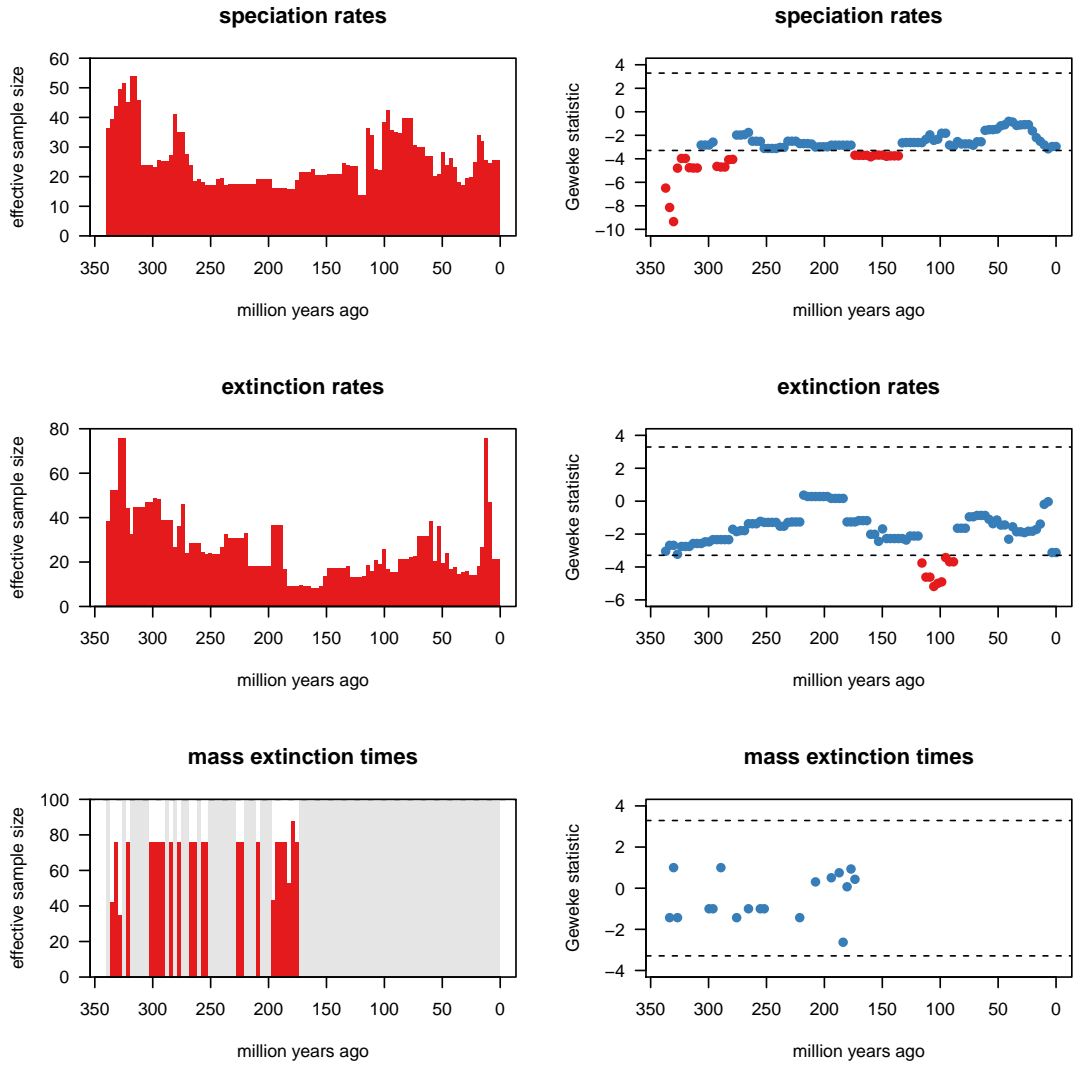 speciation rates
effective sample size
60
50
40
30
20
10
0
350 300 250 200 150 100 50 0
million years ago
speciation rates
Geweke statistic
4
2
0
−2
−4
−6
−8
−10
350 300 250 200 150 100 50 0
million years ago
extinction rates
effective sample size
80
60
40
20
0
350 300 250 200 150 100 50 0
million years ago
extinction rates
Geweke statistic
4
2
0
−2
−4
−6
350 300 250 200 150 100 50 0
million years ago
mass extinction times
effective sample size
100
80
60
40
20
0
350 300 250 200 150 100 50 0
million years ago
mass extinction times
Geweke statistic
4
2
0
−2
−4
350 300 250 200 150 100 50 0
million years ago